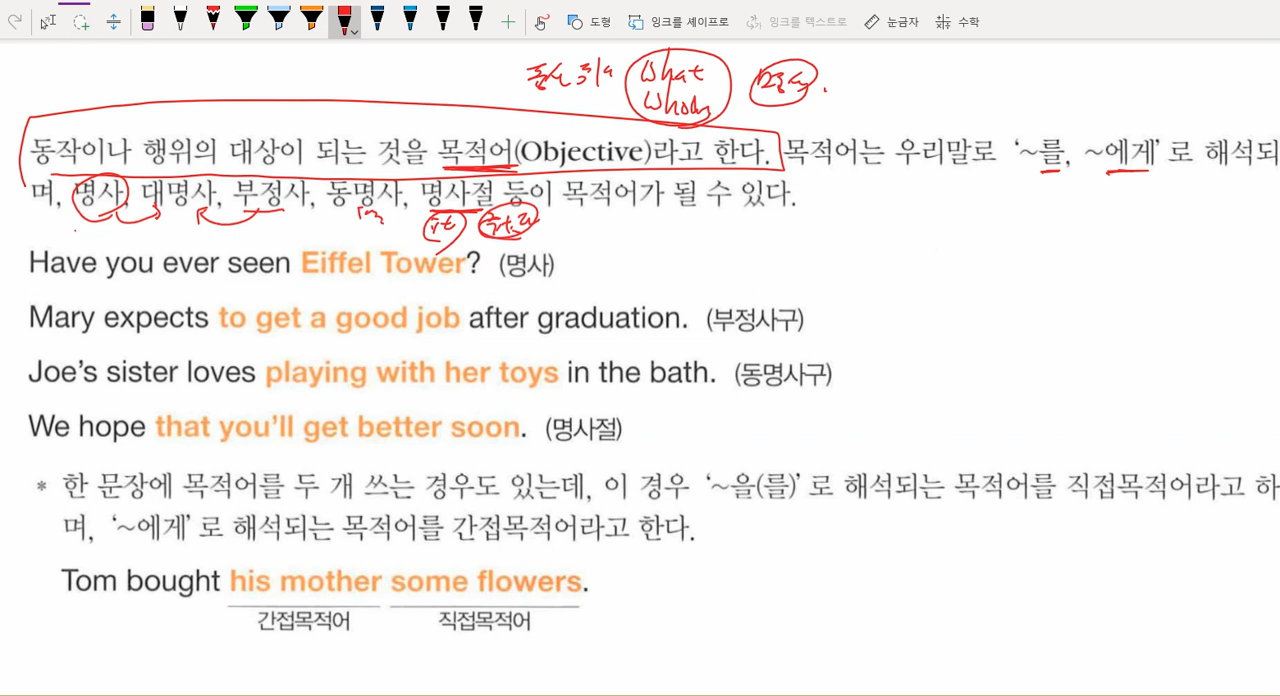 도형 잉크를 셰이프로 잉크를 텍스트로 눈금자 수학
What
동작이나 행위의 대상이 되는 것을 목적어(Objective)라고 한다. 목적어는 우리말로 ‘~를, ~에게’로 해석되
며, 명사, 대명사, 부정사, 동명사, 명사절 등이 목적어가 될 수 있다.
Have you ever seen Eiffel Tower? (명사)
Mary expects to get a good job after graduation. (부정사구)
Joe’s sister loves playing with her toys in the bath. (동명사구)
We hope that you’ll get better soon. (명사절)
* 한 문장에 목적어를 두 개 쓰는 경우도 있는데, 이 경우 ‘~을(를)’로 해석되는 목적어를 직접목적어라고 하
며, ‘~에게’로 해석되는 목적어를 간접목적어라고 한다.
Tom bought his mother some flowers.
간접목적어 직접목적어